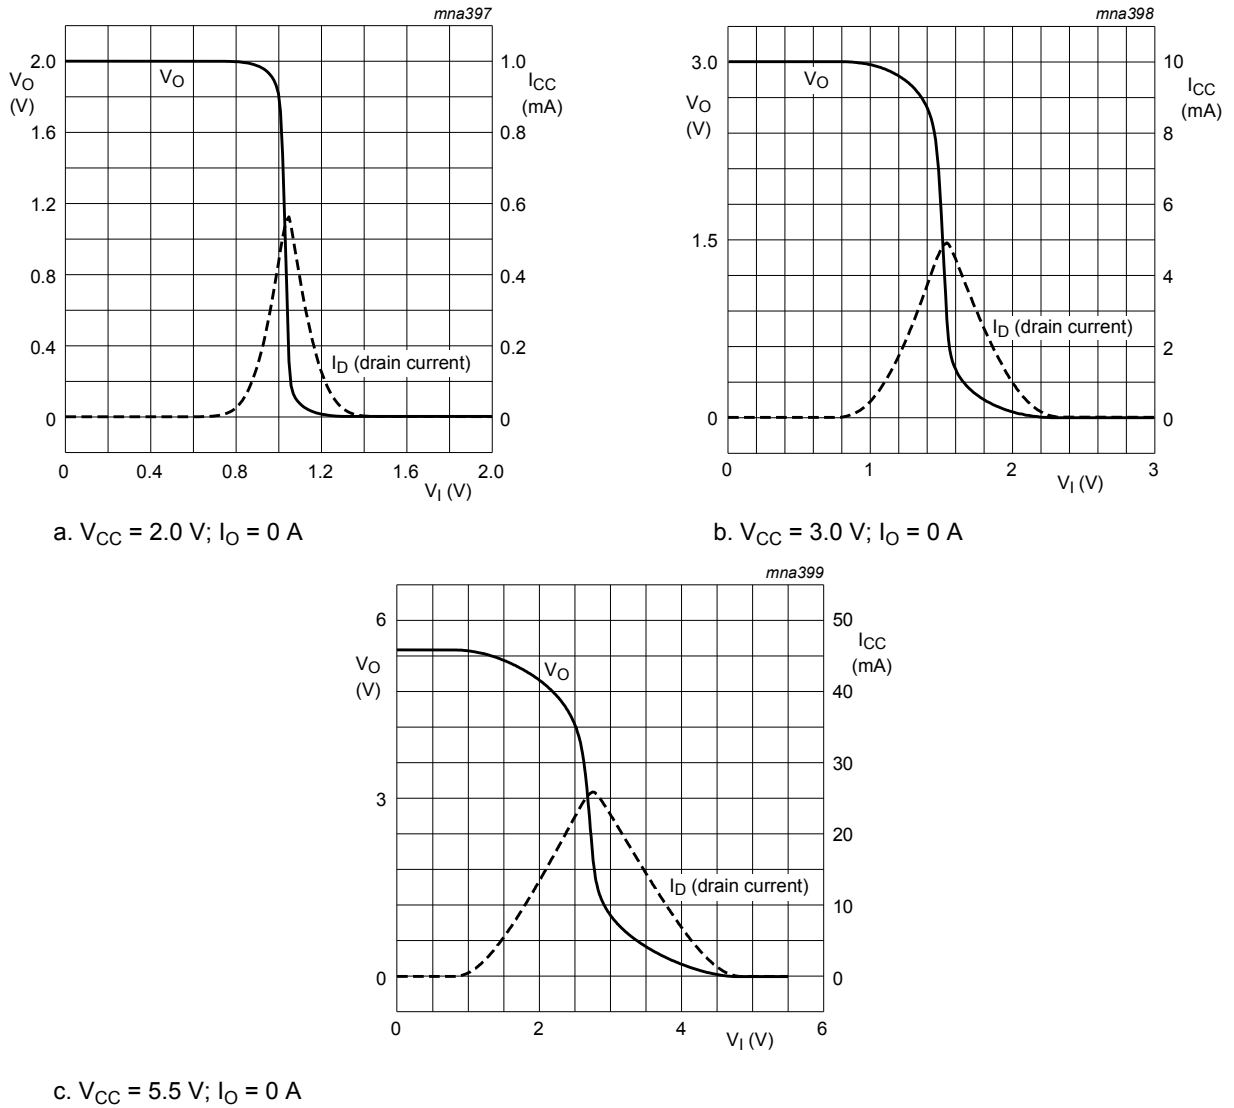 mna397
2.0
V_O
(V)
1.6
1.2
0.8
0.4
0
V_O
1.0
I_CC
(mA)
0.8
0.6
0.4
0.2
0
I_D (drain current)
0 0.4 0.8 1.2 1.6 2.0
V_I (V)
a. V_CC = 2.0 V; I_O = 0 A
mna398
3.0
V_O
(V)
1.5
0
V_O
10
I_CC
(mA)
8
6
4
2
0
I_D (drain current)
0 1 2 3
V_I (V)
b. V_CC = 3.0 V; I_O = 0 A
mna399
6
V_O
(V)
3
0
V_O
50
I_CC
(mA)
40
30
20
10
0
I_D (drain current)
0 2 4 6
V_I (V)
c. V_CC = 5.5 V; I_O = 0 A